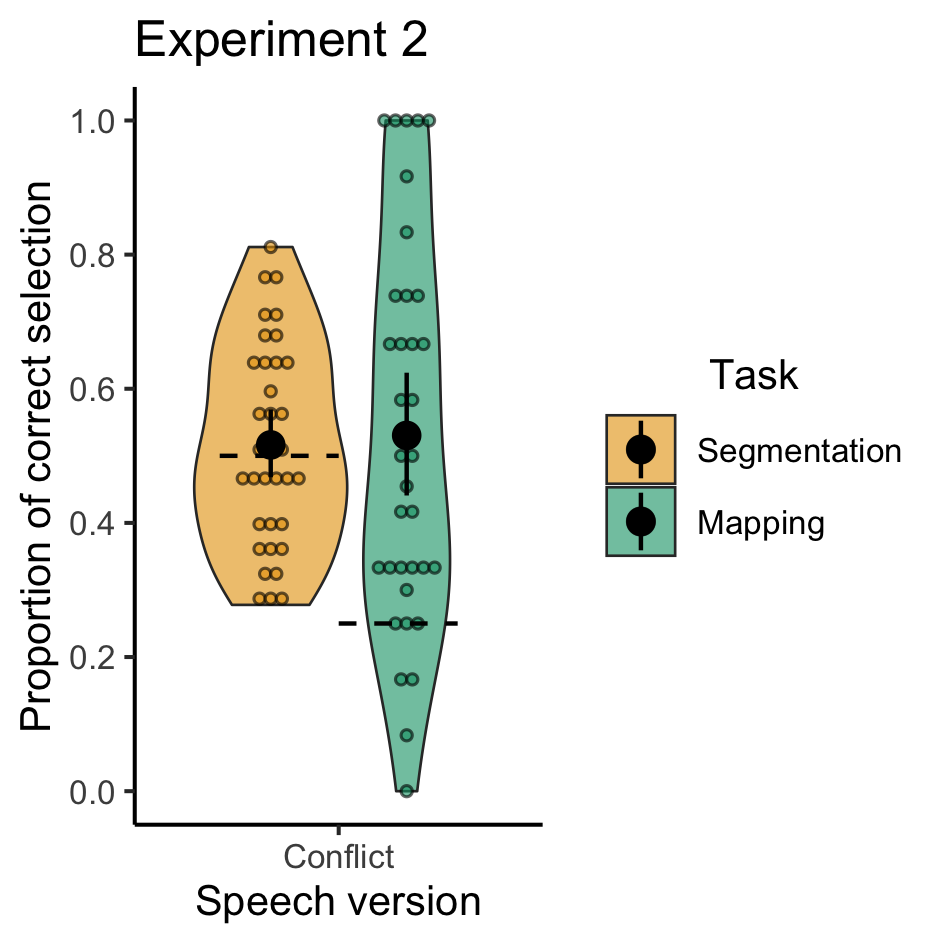 Experiment 2
Proportion of correct selection
1.0
0.8
0.6
0.4
0.2
0.0
Conflict
Speech version
Task
Segmentation
Mapping